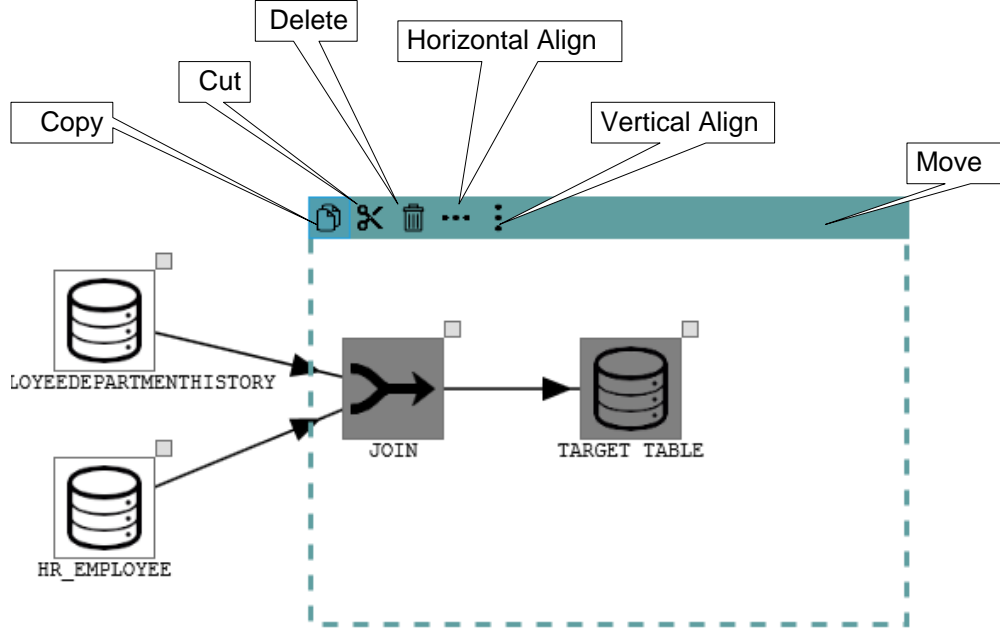 Delete
Horizontal Align
Cut
Copy
Vertical Align
Move
LOYEEDEPARTMENTHISTORY
JOIN
TARGET TABLE
HR_EMPLOYEE